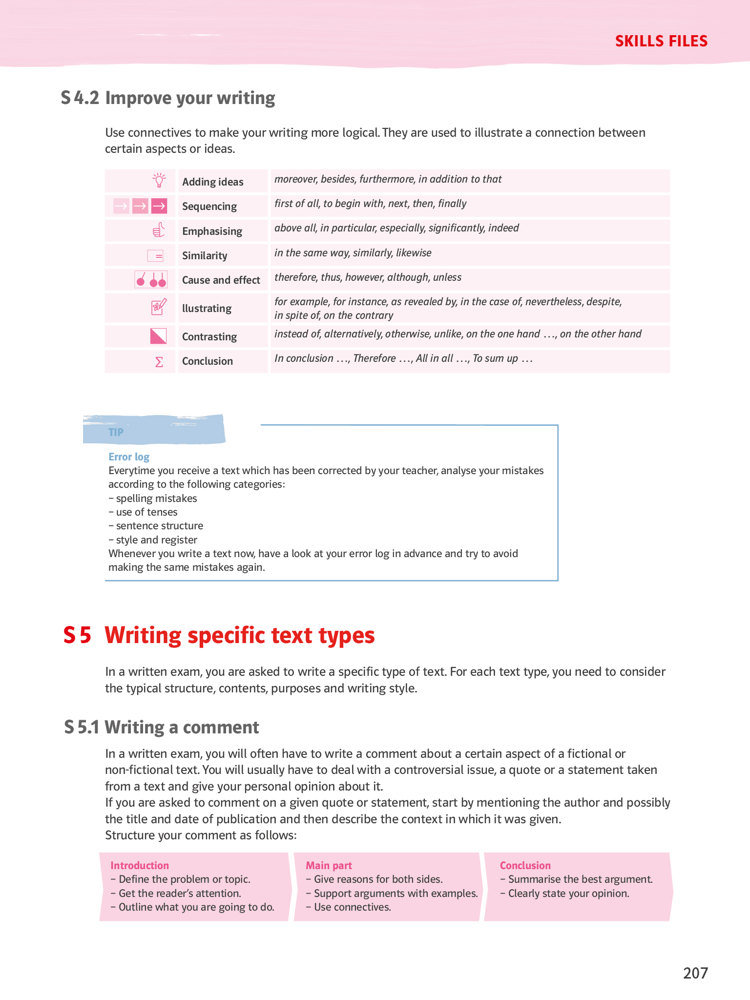 SKILLS FILES
S 4.2 Improve your writing
Use connectives to make your writing more logical. They are used to illustrate a connection between
certain aspects or ideas.
Adding ideas moreover, besides, furthermore, in addition to that
Sequencing first of all, to begin with, next, then, finally
Emphasising above all, in particular, especially, significantly, indeed
= Similarity in the same way, similarly, likewise
Cause and effect therefore, thus, however, although, unless
llustrating for example, for instance, as revealed by, in the case of, nevertheless, despite,
in spite of, on the contrary
Contrasting instead of, alternatively, otherwise, unlike, on the one hand …, on the other hand
Σ Conclusion In conclusion …, Therefore …, All in all …, To sum up …
TIP
Error log
Everytime you receive a text which has been corrected by your teacher, analyse your mistakes
according to the following categories:
– spelling mistakes
– use of tenses
– sentence structure
– style and register
Whenever you write a text now, have a look at your error log in advance and try to avoid
making the same mistakes again.
S 5 Writing specific text types
In a written exam, you are asked to write a specific type of text. For each text type, you need to consider
the typical structure, contents, purposes and writing style.
S 5.1 Writing a comment
In a written exam, you will often have to write a comment about a certain aspect of a fictional or
non-fictional text. You will usually have to deal with a controversial issue, a quote or a statement taken
from a text and give your personal opinion about it.
If you are asked to comment on a given quote or statement, start by mentioning the author and possibly
the title and date of publication and then describe the context in which it was given.
Structure your comment as follows:
Introduction
– Define the problem or topic.
– Get the reader's attention.
– Outline what you are going to do.
Main part
– Give reasons for both sides.
– Support arguments with examples.
– Use connectives.
Conclusion
– Summarise the best argument.
– Clearly state your opinion.
207